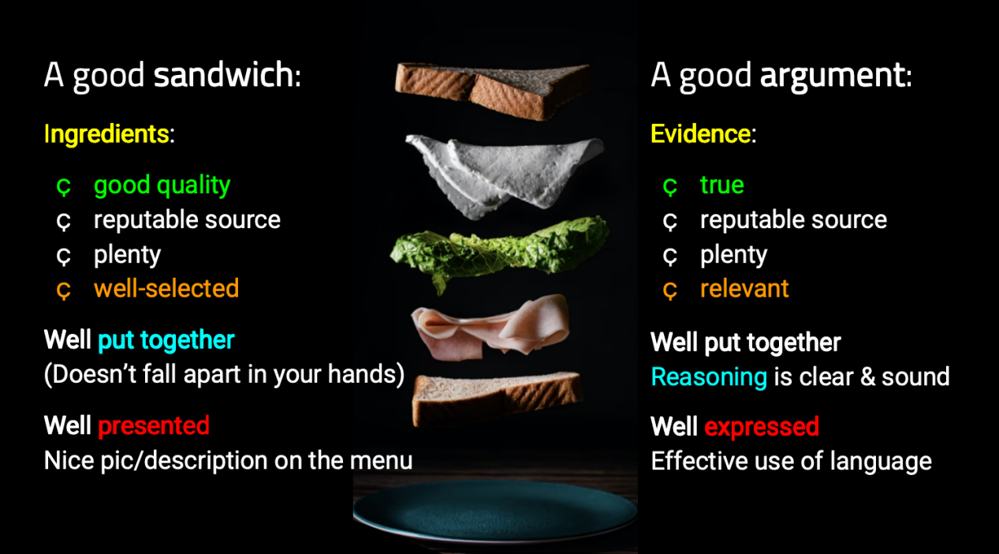 A good sandwich:
Ingredients:
ç good quality
ç reputable source
ç plenty
ç well-selected
Well put together
(Doesn’t fall apart in your hands)
Well presented
Nice pic/description on the menu
A good argument:
Evidence:
ç true
ç reputable source
ç plenty
ç relevant
Well put together
Reasoning is clear & sound
Well expressed
Effective use of language